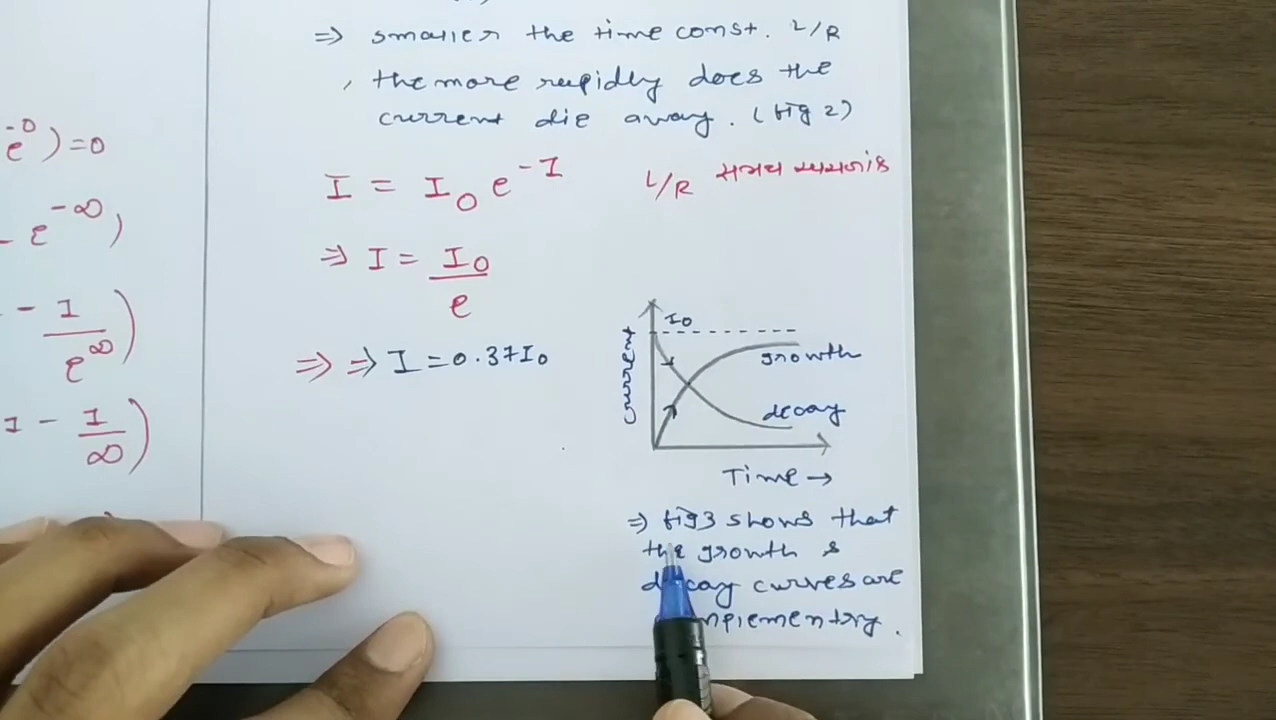 e^-0) = 0
- e^-∞)
- 1/e^∞)
1 - 1/∞)
⇒ smaller the time const. L/R
, the more rapidly does the
current die away. (fig 2)
I = I₀ e^-1
L/R સમય
⇒ I = I₀/e
⇒ ⇒ I = 0.37 I₀
I₀
current
growth
decay
Time →
⇒ fig 3 shows that
the growth &
decay curves are